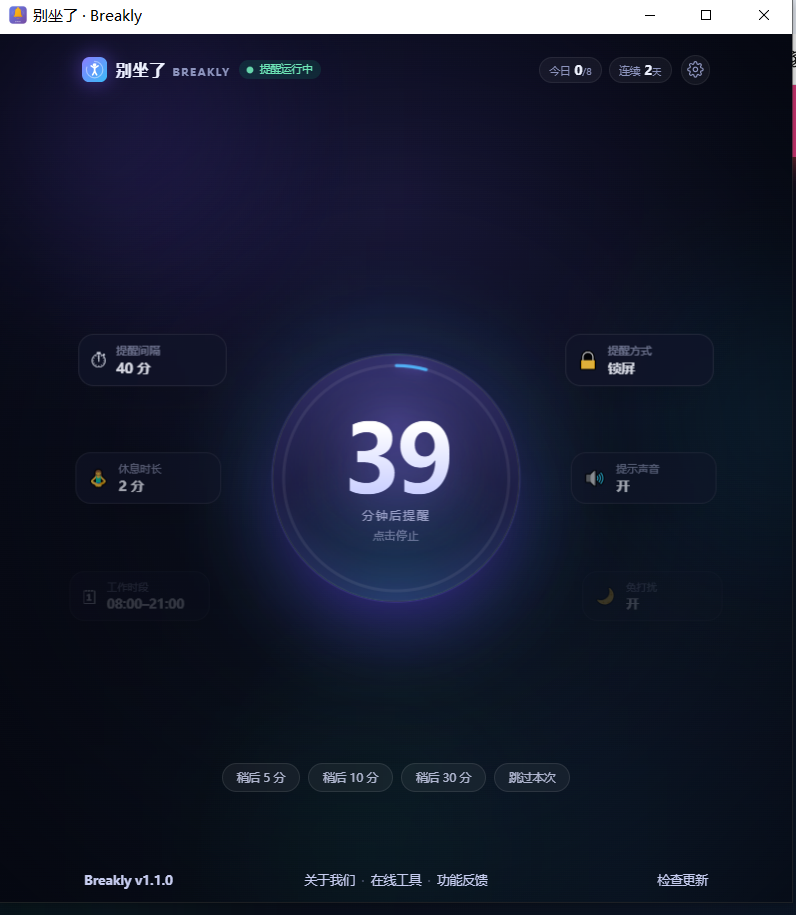 别坐了 · Breakly
别坐了 BREAKLY 提醒运行中 今日 0/8 连续 2天
提醒间隔
40 分
提醒方式
锁屏
39
分钟后提醒
点击停止
休息时长
2 分
提示声音
开
工作时段
08:00–21:00
免打扰
开
稍后 5 分 稍后 10 分 稍后 30 分 跳过本次
Breakly v1.1.0 关于我们 · 在线工具 · 功能反馈 检查更新